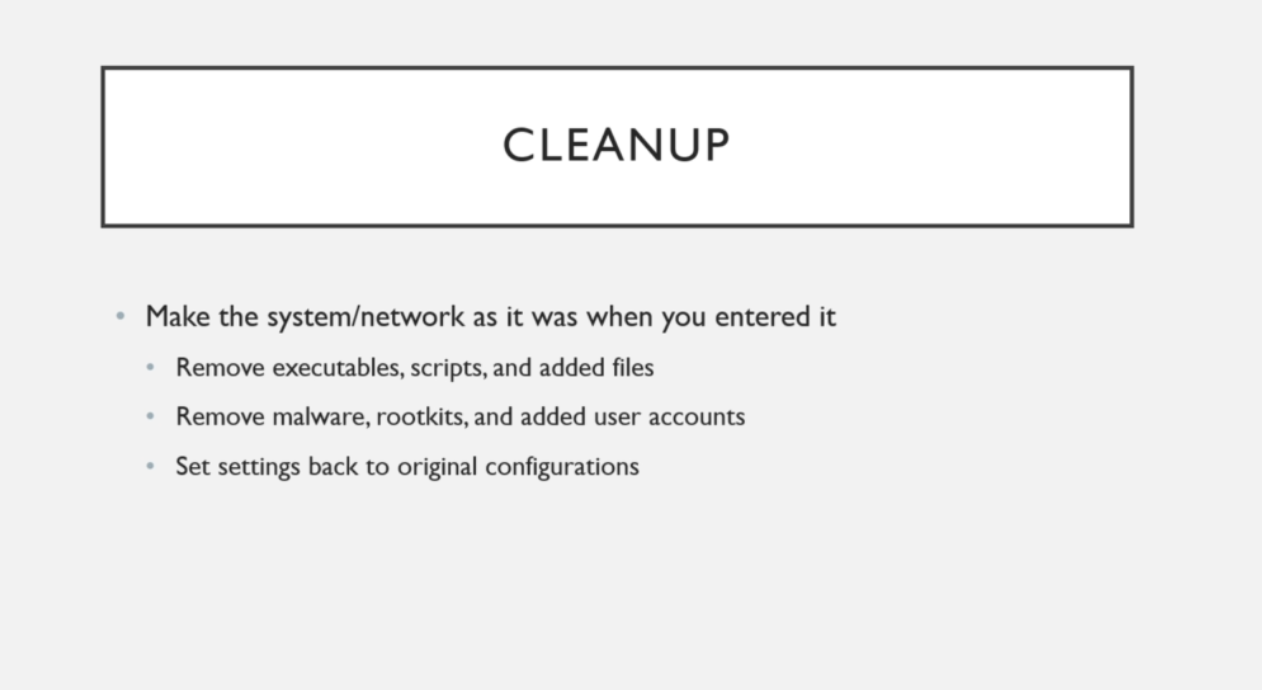 CLEANUP
• Make the system/network as it was when you entered it
• Remove executables, scripts, and added files
• Remove malware, rootkits, and added user accounts
• Set settings back to original configurations